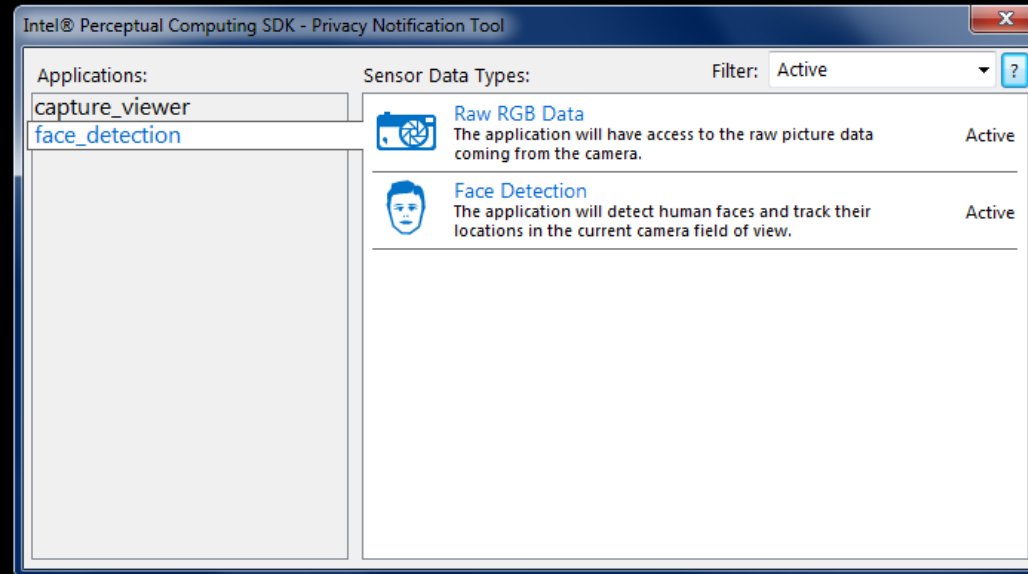 Intel® Perceptual Computing SDK - Privacy Notification Tool
x
Applications:
Sensor Data Types:
Filter: Active
?
capture_viewer
face_detection
Raw RGB Data
The application will have access to the raw picture data
coming from the camera.
Active
Face Detection
The application will detect human faces and track their
locations in the current camera field of view.
Active